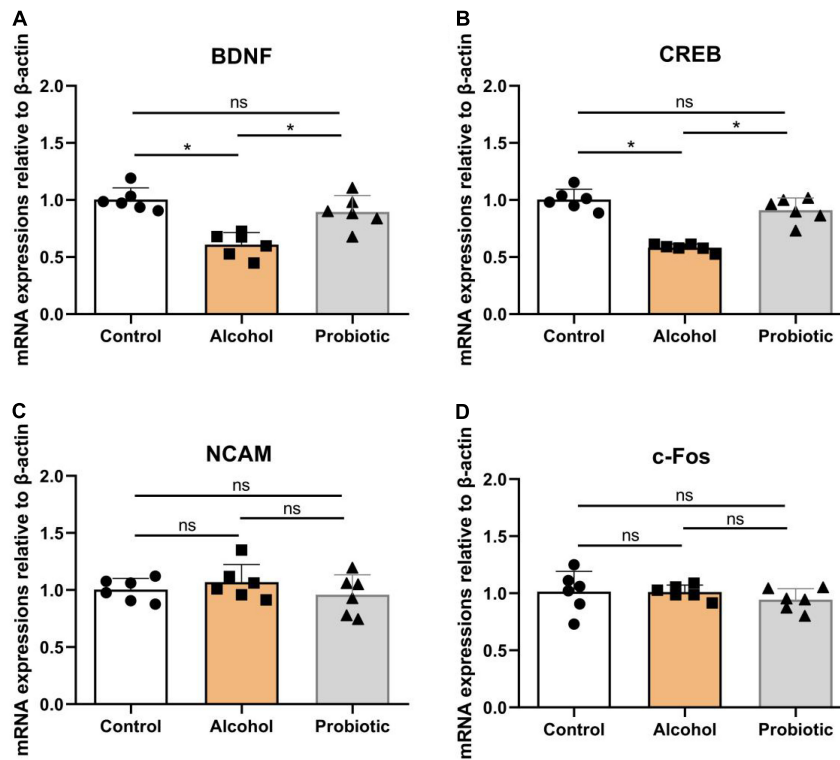 A
BDNF
mRNA expressions relative to β-actin
2.0
1.5
1.0
0.5
0.0
ns
*
*
Control
Alcohol
Probiotic
B
CREB
mRNA expressions relative to β-actin
2.0
1.5
1.0
0.5
0.0
ns
*
*
Control
Alcohol
Probiotic
C
NCAM
mRNA expressions relative to β-actin
2.0
1.5
1.0
0.5
0.0
ns
ns
ns
Control
Alcohol
Probiotic
D
c-Fos
mRNA expressions relative to β-actin
2.0
1.5
1.0
0.5
0.0
ns
ns
ns
Control
Alcohol
Probiotic